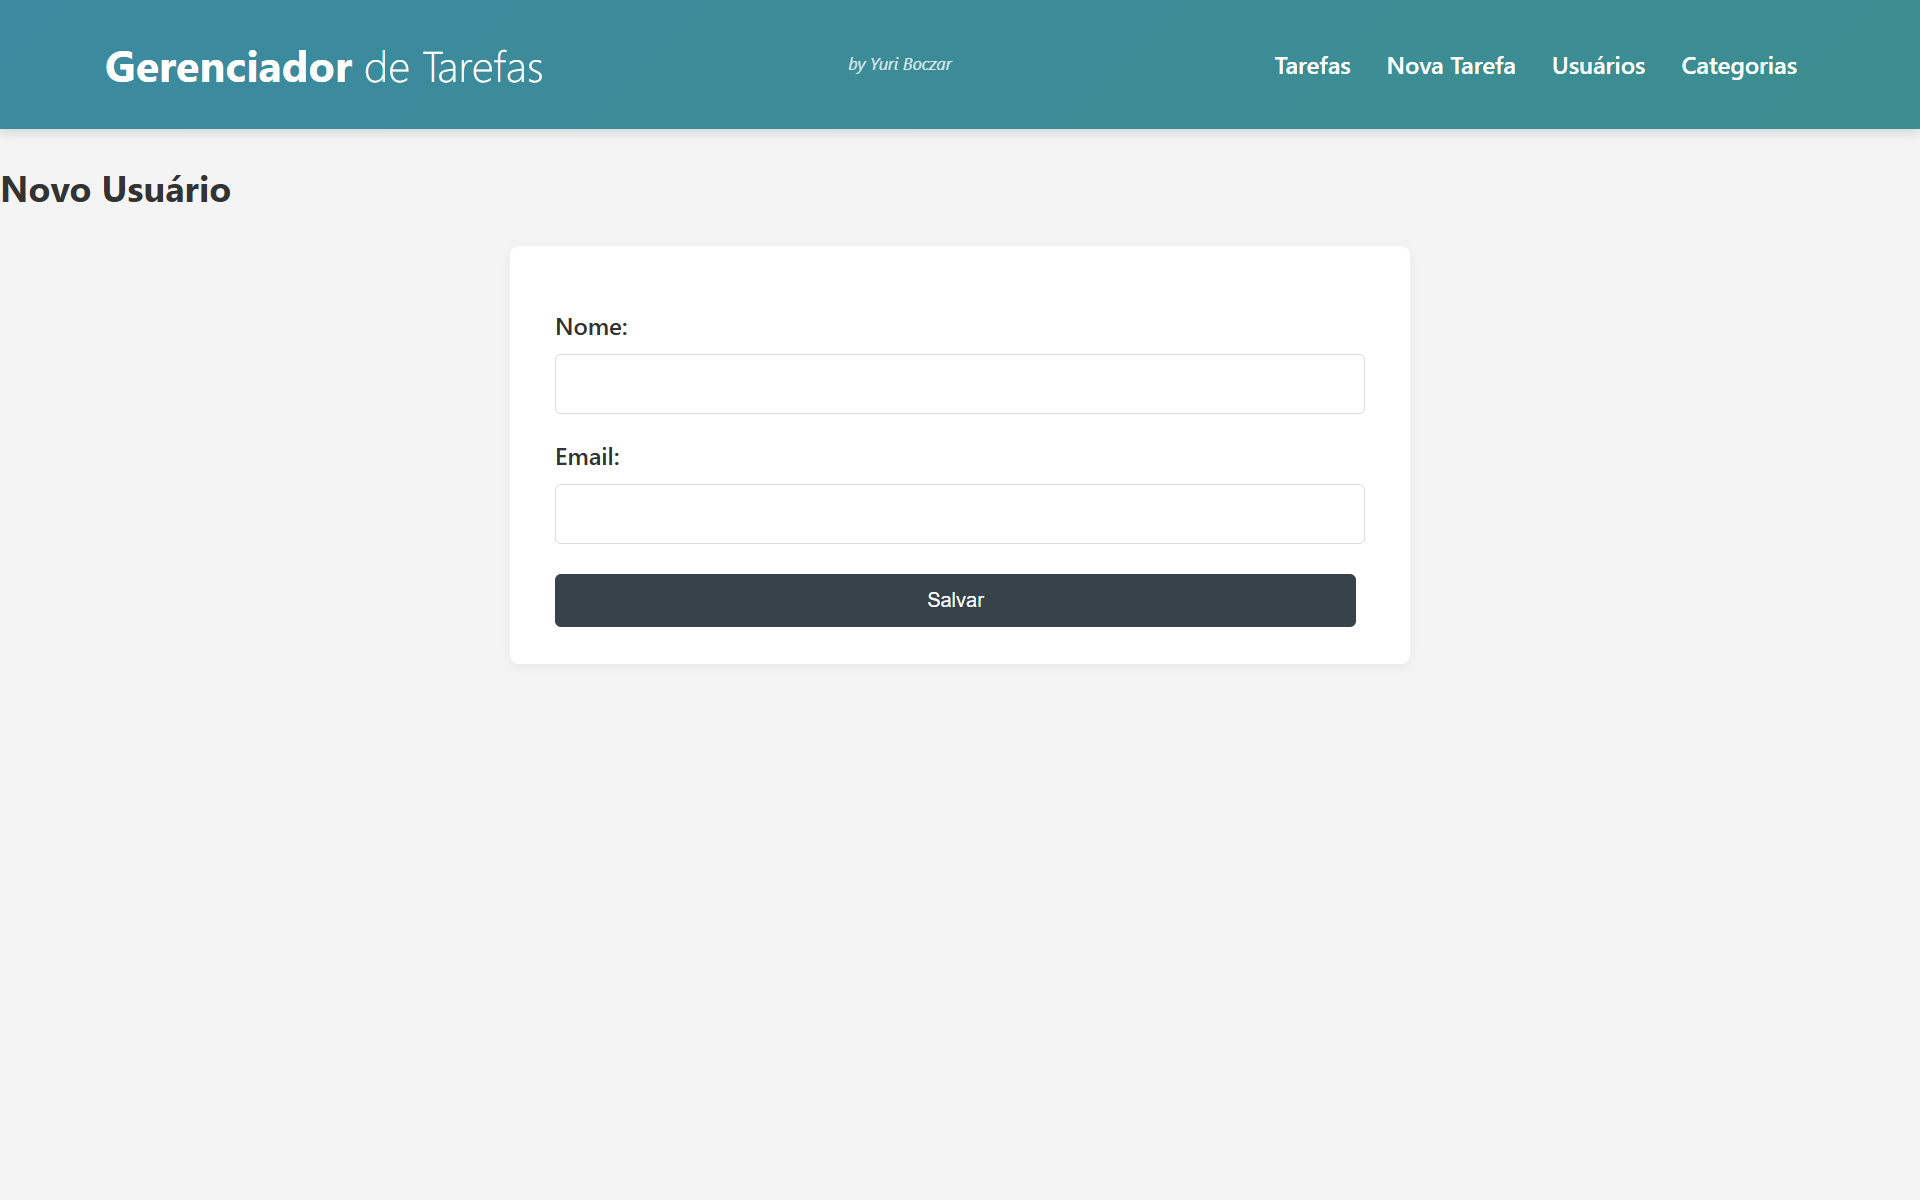 Gerenciador de Tarefas
by Yuri Boczar
Tarefas
Nova Tarefa
Usuários
Categorias
Novo Usuário
Nome:
Email:
Salvar